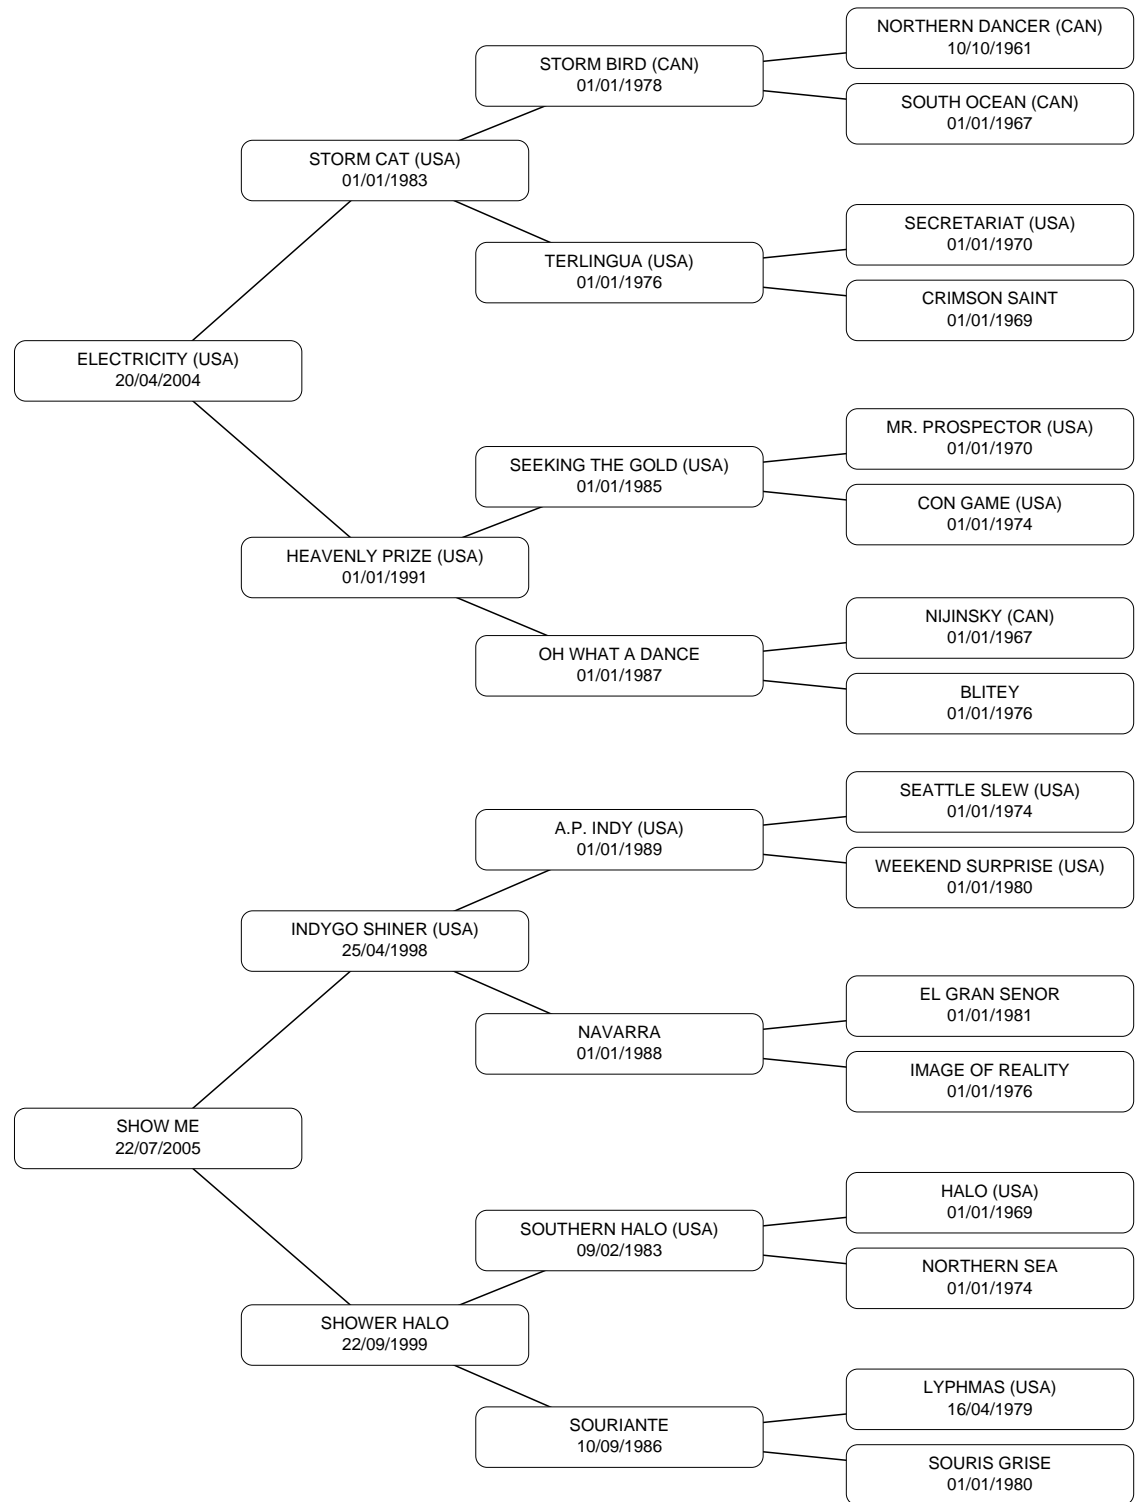 NORTHERN DANCER (CAN)
10/10/1961
STORM BIRD (CAN)
01/01/1978
SOUTH OCEAN (CAN)
01/01/1967
STORM CAT (USA)
01/01/1983
SECRETARIAT (USA)
01/01/1970
TERLINGUA (USA)
01/01/1976
CRIMSON SAINT
01/01/1969
ELECTRICITY (USA)
20/04/2004
MR. PROSPECTOR (USA)
01/01/1970
SEEKING THE GOLD (USA)
01/01/1985
CON GAME (USA)
01/01/1974
HEAVENLY PRIZE (USA)
01/01/1991
NIJINSKY (CAN)
01/01/1967
OH WHAT A DANCE
01/01/1987
BLITEY
01/01/1976
SEATTLE SLEW (USA)
01/01/1974
A.P. INDY (USA)
01/01/1989
WEEKEND SURPRISE (USA)
01/01/1980
INDYGO SHINER (USA)
25/04/1998
EL GRAN SENOR
01/01/1981
NAVARRA
01/01/1988
IMAGE OF REALITY
01/01/1976
SHOW ME
22/07/2005
HALO (USA)
01/01/1969
SOUTHERN HALO (USA)
09/02/1983
NORTHERN SEA
01/01/1974
SHOWER HALO
22/09/1999
LYPHMAS (USA)
16/04/1979
SOURIANTE
10/09/1986
SOURIS GRISE
01/01/1980